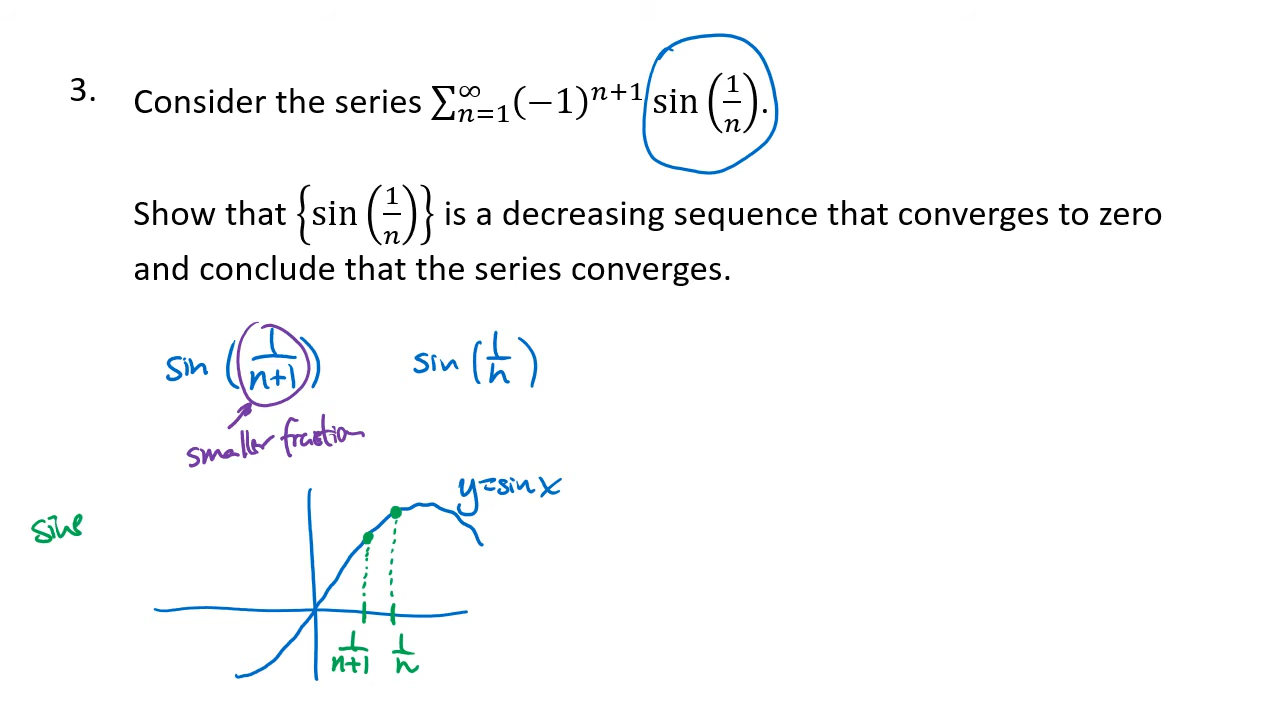 3. Consider the series ∑_{n=1}^{∞} (−1)^{n+1} sin(1/n).
Show that {sin(1/n)} is a decreasing sequence that converges to zero
and conclude that the series converges.
sin(1/(n+1)) sin(1/n)
smaller fraction
y=sin x
sine
1/(n+1) 1/n